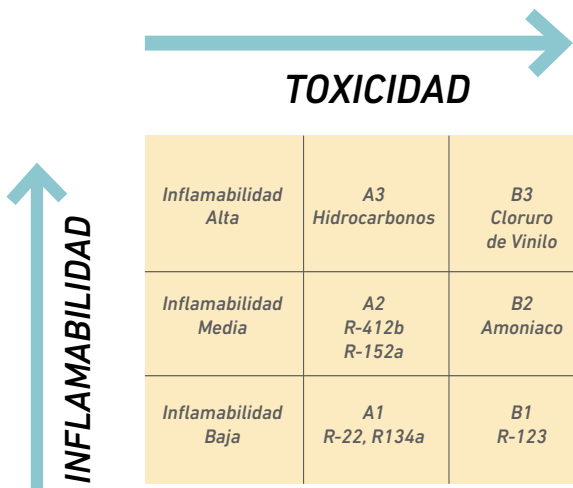 TOXICIDAD
INFLAMABILIDAD
Inflamabilidad
Alta
A3
Hidrocarbonos
B3
Cloruro
de Vinilo
Inflamabilidad
Media
A2
R-412b
R-152a
B2
Amoniaco
Inflamabilidad
Baja
A1
R-22, R134a
B1
R-123